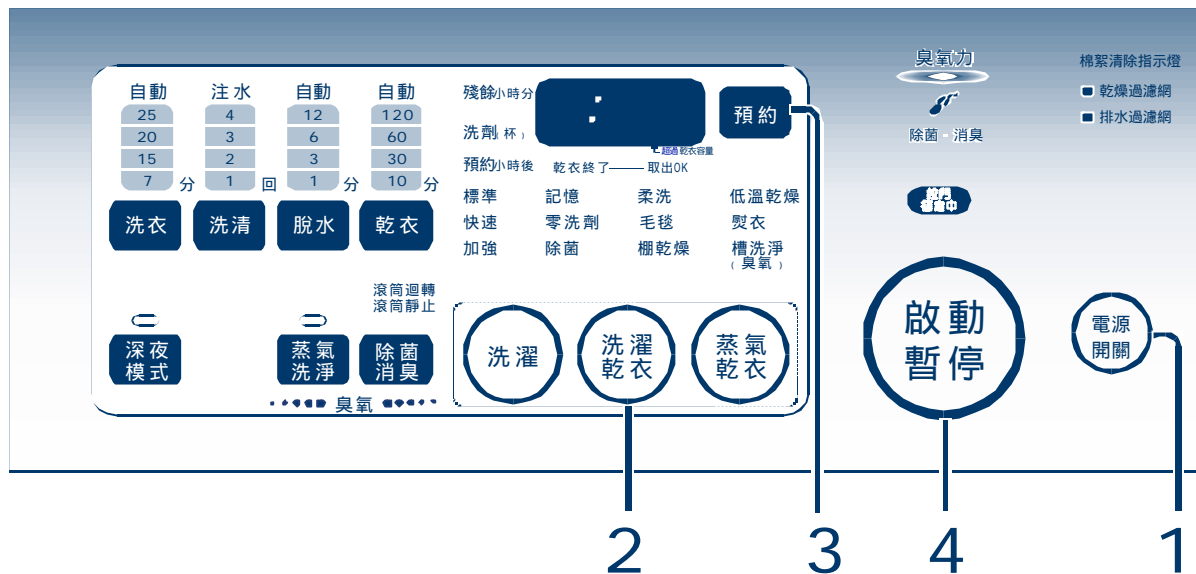 自動 注水 自動 自動
25 4 12 120
20 3 6 60
15 2 3 30
7 分 1 回 1 分 10 分
洗衣 洗清 脫水 乾衣
殘餘小時分
洗劑(杯)
預約小時後
超過乾衣容量
乾衣終了 取出OK
預約
標準 記憶 柔洗 低溫乾燥
快速 零洗劑 毛毯 熨衣
加強 除菌 棚乾燥 槽洗淨
(臭氧)
滾筒迴轉
滾筒靜止
深夜
模式
蒸氣
洗淨
除菌
消臭
臭氧
洗濯
洗濯
乾衣
蒸氣
乾衣
臭氧力
除菌-消臭
棉絮清除指示燈
乾燥過濾網
排水過濾網
啟動
暫停
電源
開關
2 3 4 1